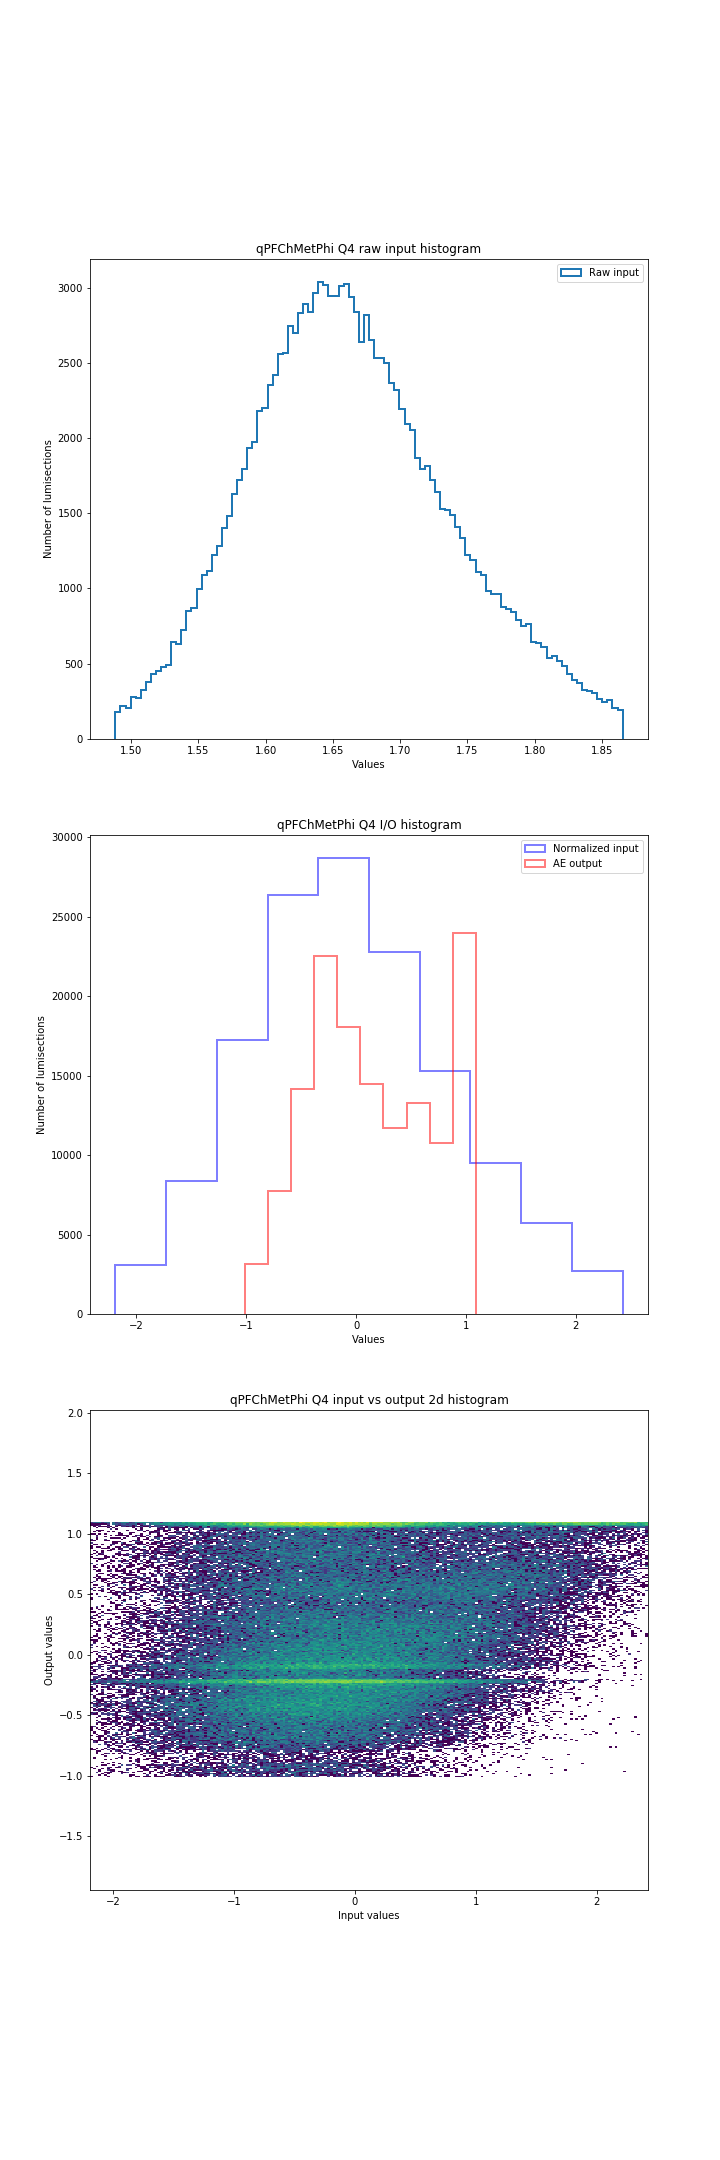 qPFChMetPhi Q4 raw input histogram
Raw input
3000
2500
2000
1500
1000
500
0
Number of lumisections
1.50 1.55 1.60 1.65 1.70 1.75 1.80 1.85
Values
qPFChMetPhi Q4 I/O histogram
Normalized input
AE output
30000
25000
20000
15000
10000
5000
0
Number of lumisections
−2 −1 0 1 2
Values
qPFChMetPhi Q4 input vs output 2d histogram
2.0
1.5
1.0
0.5
0.0
−0.5
−1.0
−1.5
Output values
−2 −1 0 1 2
Input values